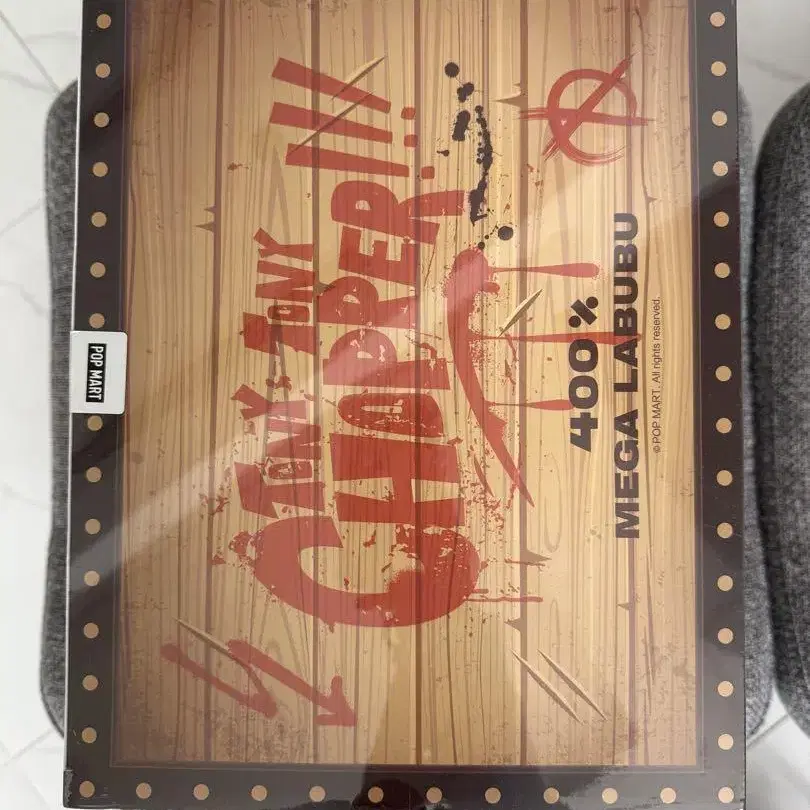 TONY, TONY
CHOPPER!!!
400%
MEGA LABUBU
© POP MART. All rights reserved.
POP MART